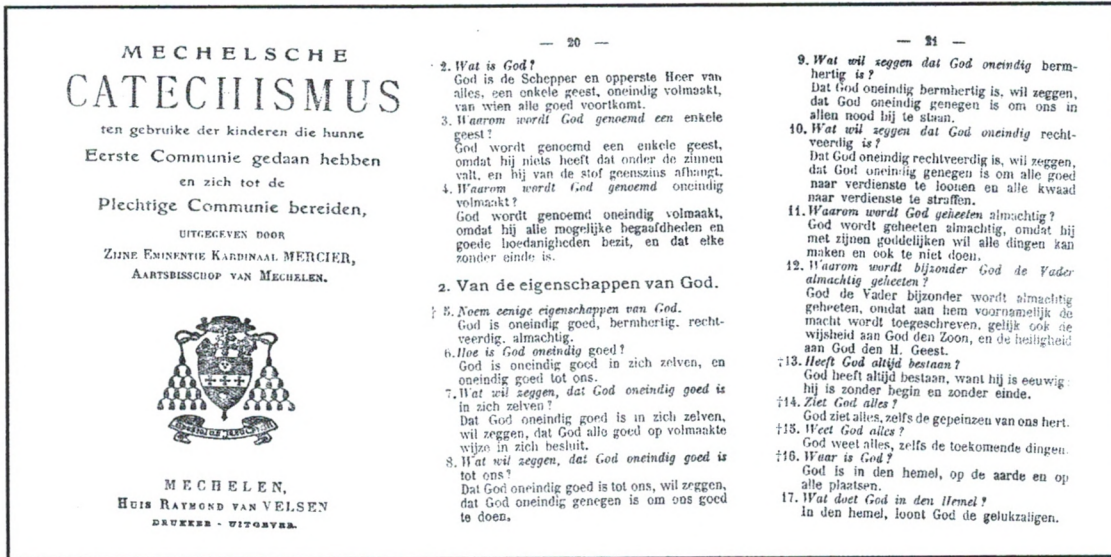 MECHELSCHE
CATECHISMUS
ten gebruike der kinderen die hunne
Eerste Communie gedaan hebben
en zich tot de
Plechtige Communie bereiden,
UITGEGEVEN DOOR
ZIJNE EMINENTIE KARDINAAL MERCIER,
AARTSBISSCHOP VAN MECHELEN.
MECHELEN,
HUIS RAYMOND VAN VELSEN
DRUKKER - UITGEVER.
— 20 —
2. Wat is God?
God is de Schepper en opperste Heer van
alles, een enkele geest, oneindig volmaakt,
van wien alle goed voortkomt.
3. Waarom wordt God genoemd een enkele
geest?
God wordt genoemd een enkele geest,
omdat hij niets heeft dat onder de zinnen
valt, en hij van de stof geenszins afhangt.
4. Waarom wordt God genoemd oneindig
volmaakt?
God wordt genoemd oneindig volmaakt,
omdat hij alle mogelijke begaafdheden en
goede hoedanigheden bezit, en dat elke
zonder einde is.
2. Van de eigenschappen van God.
† 5. Noem eenige eigenschappen van God.
God is oneindig goed, bermhertig, recht-
veerdig, almachtig.
6. Hoe is God oneindig goed?
God is oneindig goed in zich zelven, en
oneindig goed tot ons.
7. Wat wil zeggen, dat God oneindig goed is
in zich zelven?
Dat God oneindig goed is in zich zelven,
wil zeggen, dat God alle goed op volmaakte
wijze in zich besluit.
8. Wat wil zeggen, dat God oneindig goed is
tot ons?
Dat God oneindig goed is tot ons, wil zeggen,
dat God oneindig genegen is om ons goed
te doen.
— 21 —
9. Wat wil zeggen dat God oneindig berm-
hertig is?
Dat God oneindig bermhertig is, wil zeggen,
dat God oneindig genegen is om ons in
allen nood bij te staan.
10. Wat wil zeggen dat God oneindig recht-
veerdig is?
Dat God oneindig rechtveerdig is, wil zeggen,
dat God oneindig genegen is om alle goed
naar verdienste te loonen en alle kwaad
naar verdienste te straffen.
11. Waarom wordt God geheeten almachtig?
God wordt geheeten almachtig, omdat hij
met zijnen goddelijken wil alle dingen kan
maken en ook te niet doen.
12. Waarom wordt bijzonder God de Vader
almachtig geheeten?
God de Vader bijzonder wordt almachtig
geheeten, omdat aan hem voornamelijk de
macht wordt toegeschreven, gelijk ook de
wijsheid aan God den Zoon, en de heiligheid
aan God den H. Geest.
†13. Heeft God altijd bestaan?
God heeft altijd bestaan, want hij is eeuwig:
hij is zonder begin en zonder einde.
†14. Ziet God alles?
God ziet alles, zelfs de gepeinzen van ons hert.
†15. Weet God alles?
God weet alles, zelfs de toekomende dingen.
†16. Waar is God?
God is in den hemel, op de aarde en op
alle plaatsen.
17. Wat doet God in den Hemel?
In den hemel, loont God de gelukzaligen.